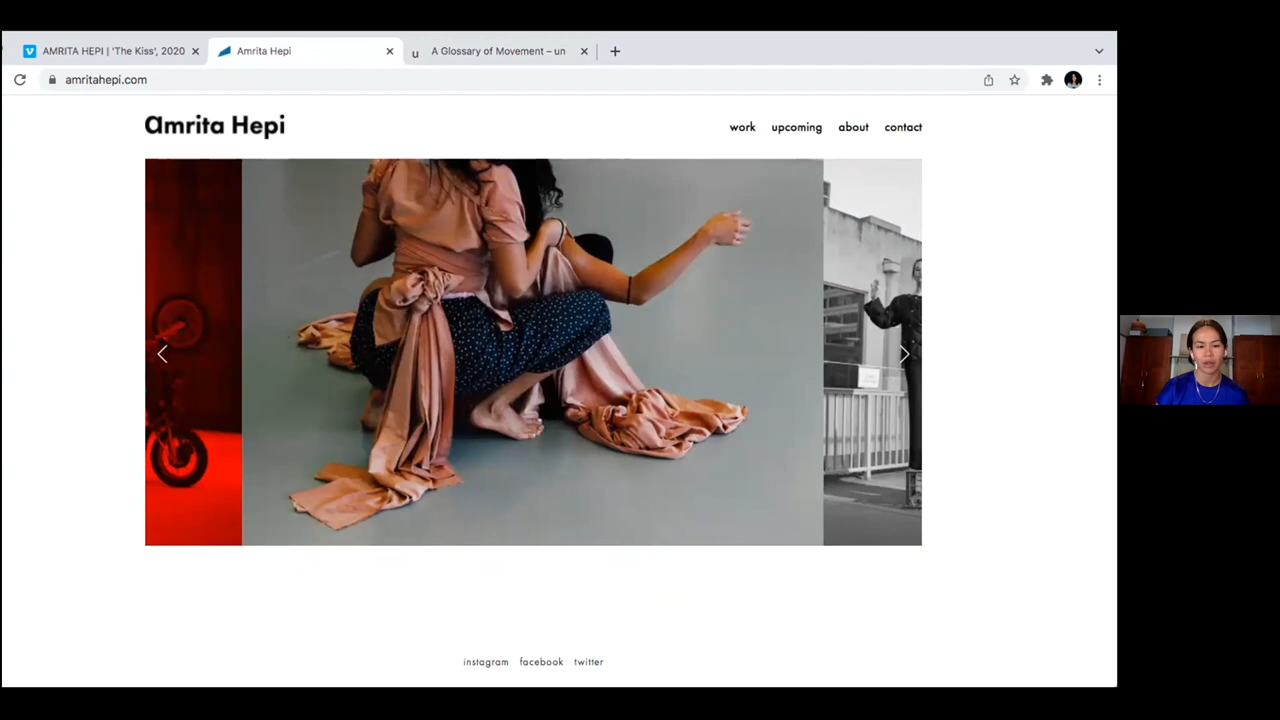 AMRITA HEPI | 'The Kiss', 2020
Amrita Hepi
u A Glossary of Movement – un
amritahepi.com
amrita Hepi
work upcoming about contact
instagram facebook twitter